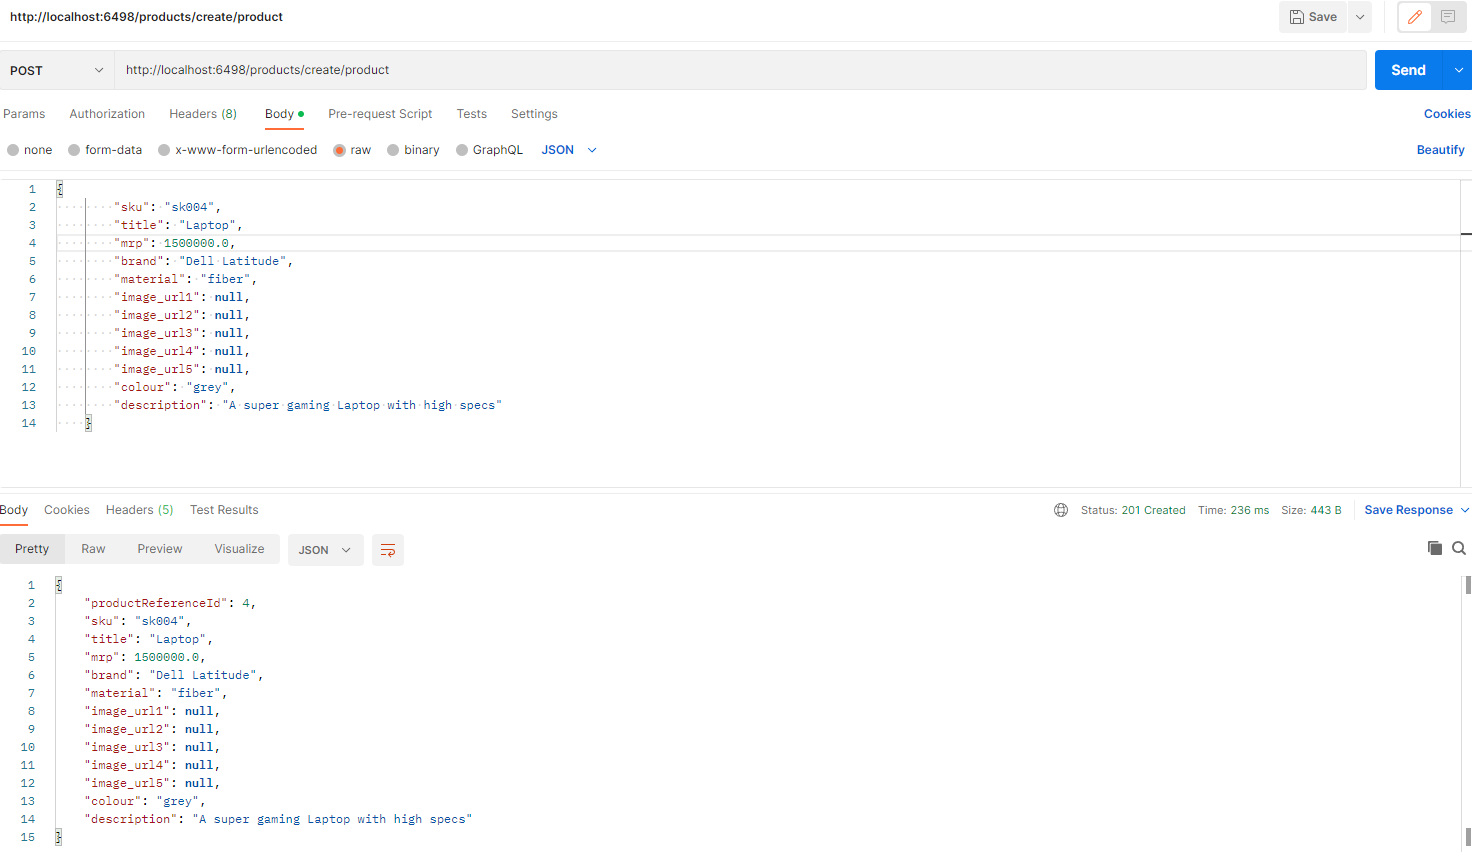 http://localhost:6498/products/create/product
Save
POST http://localhost:6498/products/create/product Send
Params Authorization Headers (8) Body Pre-request Script Tests Settings Cookies
none form-data x-www-form-urlencoded raw binary GraphQL JSON Beautify
1 {
2 "sku": "sk004",
3 "title": "Laptop",
4 "mrp": 1500000.0,
5 "brand": "Dell Latitude",
6 "material": "fiber",
7 "image_url1": null,
8 "image_url2": null,
9 "image_url3": null,
10 "image_url4": null,
11 "image_url5": null,
12 "colour": "grey",
13 "description": "A super gaming Laptop with high specs"
14 }
Body Cookies Headers (5) Test Results Status: 201 Created Time: 236 ms Size: 443 B Save Response
Pretty Raw Preview Visualize JSON
1 {
2 "productReferenceId": 4,
3 "sku": "sk004",
4 "title": "Laptop",
5 "mrp": 1500000.0,
6 "brand": "Dell Latitude",
7 "material": "fiber",
8 "image_url1": null,
9 "image_url2": null,
10 "image_url3": null,
11 "image_url4": null,
12 "image_url5": null,
13 "colour": "grey",
14 "description": "A super gaming Laptop with high specs"
15 }